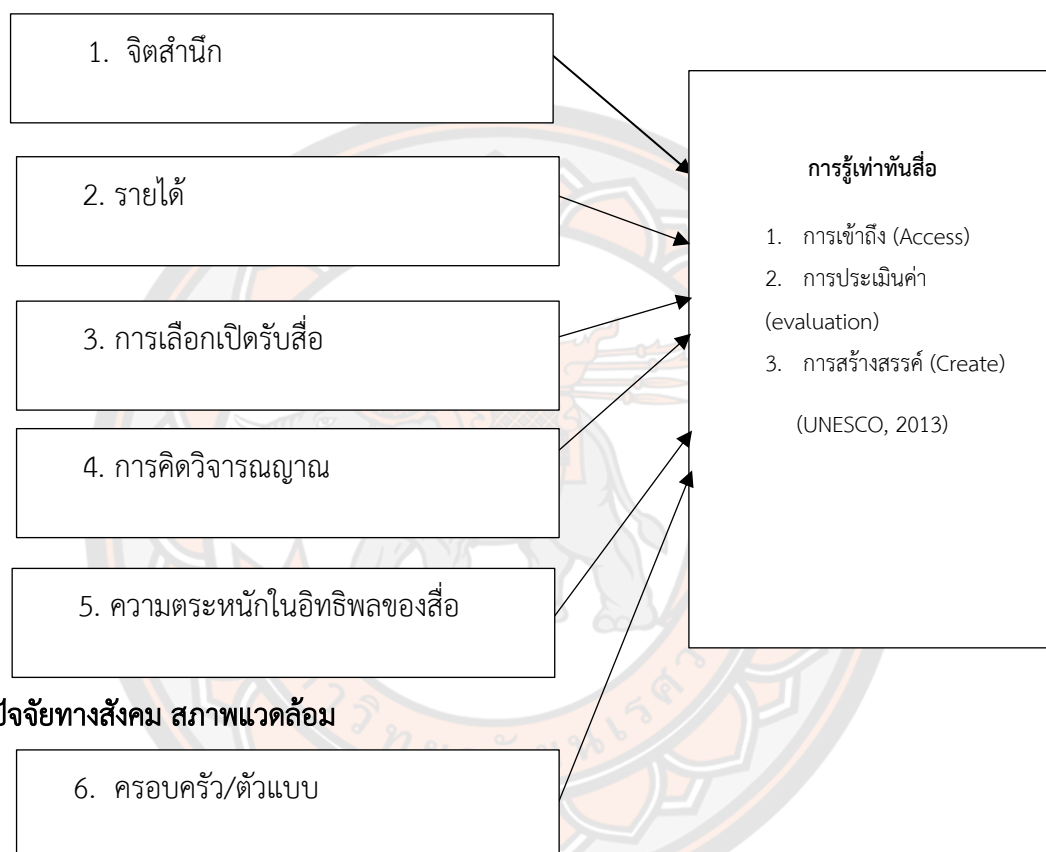 1. จิตสำนึก
2. รายได้
3. การเลือกเปิดรับสื่อ
4. การคิดวิจารณญาณ
5. ความตระหนักในอิทธิพลของสื่อ
ปัจจัยทางสังคม สภาพแวดล้อม
6. ครอบครัว/ตัวแบบ
การรู้เท่าทันสื่อ
1. การเข้าถึง (Access)
2. การประเมินค่า
(evaluation)
3. การสร้างสรรค์ (Create)
(UNESCO, 2013)